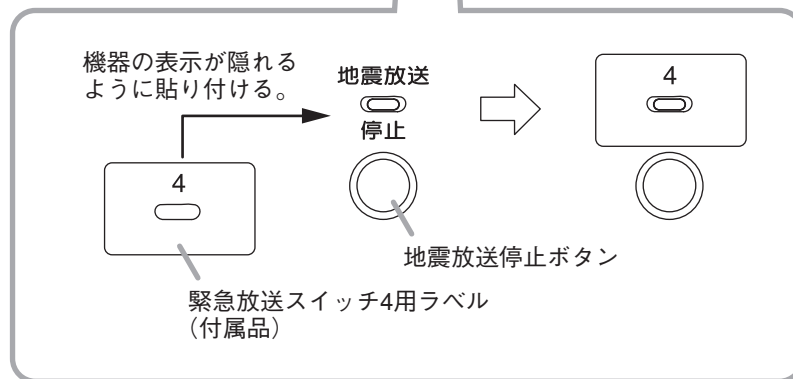 機器の表示が隠れる
ように貼り付ける。
地震放送
停止
4
4
地震放送停止ボタン
緊急放送スイッチ4用ラベル
（付属品）